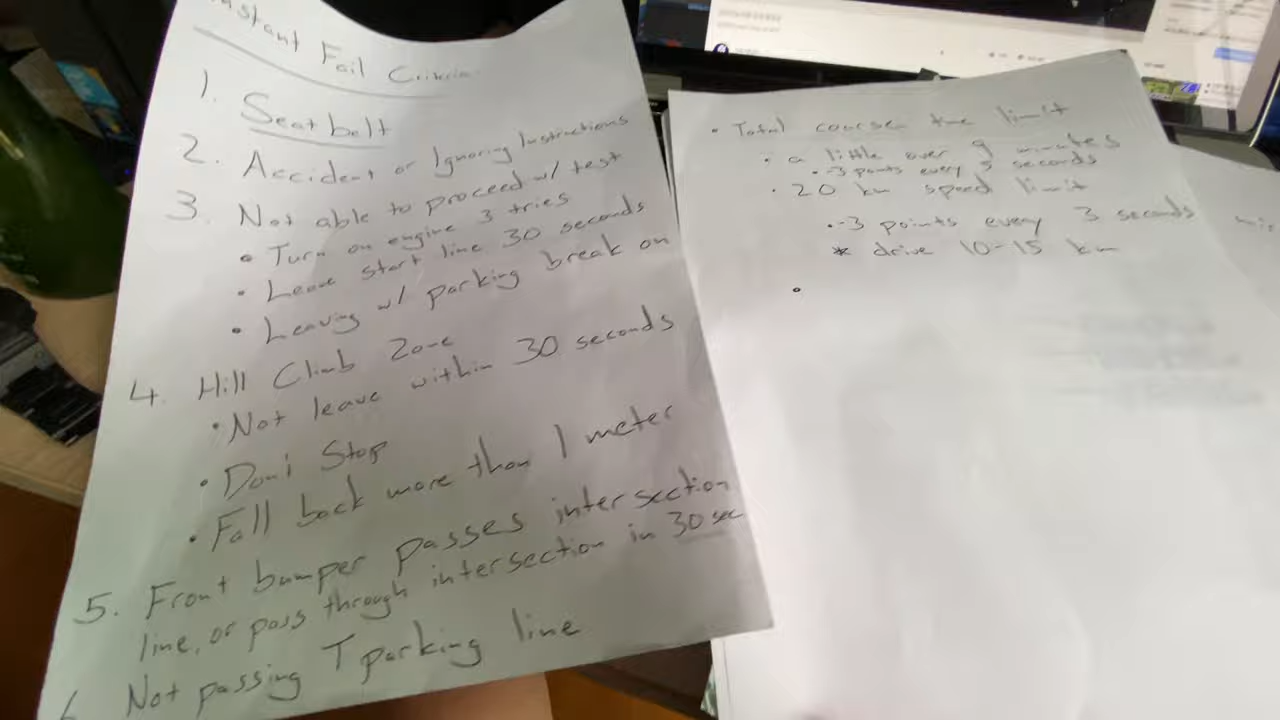 Instant Fail Criteria
1. Seatbelt
2. Accident or Ignoring Instructions
3. Not able to proceed w/ test
• Turn on engine 3 tries
• Leave start line 30 seconds
• Leaving w/ parking break on
4. Hill Climb Zone
• Not leave within 30 seconds
• Don't Stop
• Fall back more than 1 meter
5. Front bumper passes intersection
line, or pass through intersection in 30 sec
6. Not passing T parking line
• Total course time limit
• a little over 9 minutes
• -3 points every 5 seconds
• 20 km speed limit
• -3 points every 3 seconds
* drive 10-15 km
•